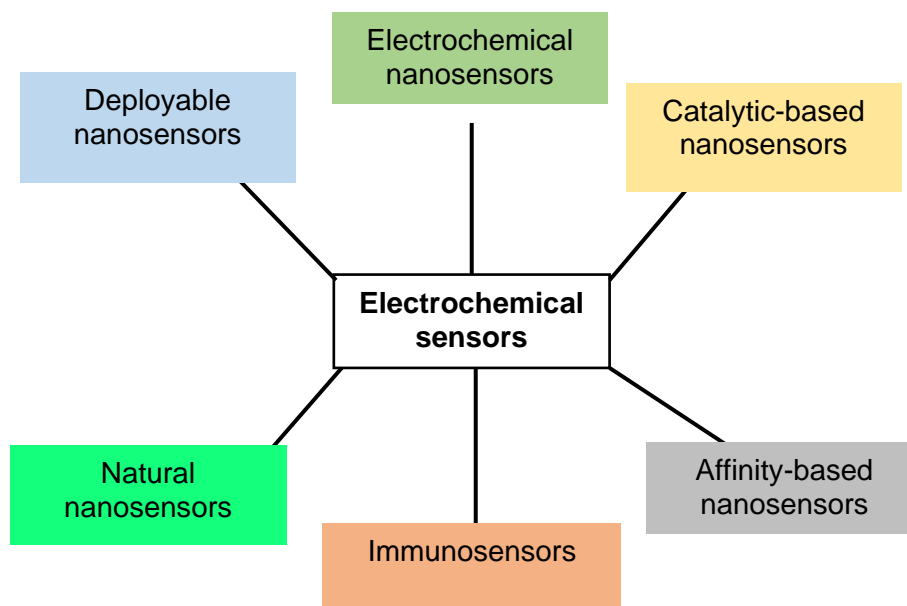 Electrochemical
nanosensors
Deployable
nanosensors
Catalytic-based
nanosensors
Electrochemical
sensors
Natural
nanosensors
Affinity-based
nanosensors
Immunosensors